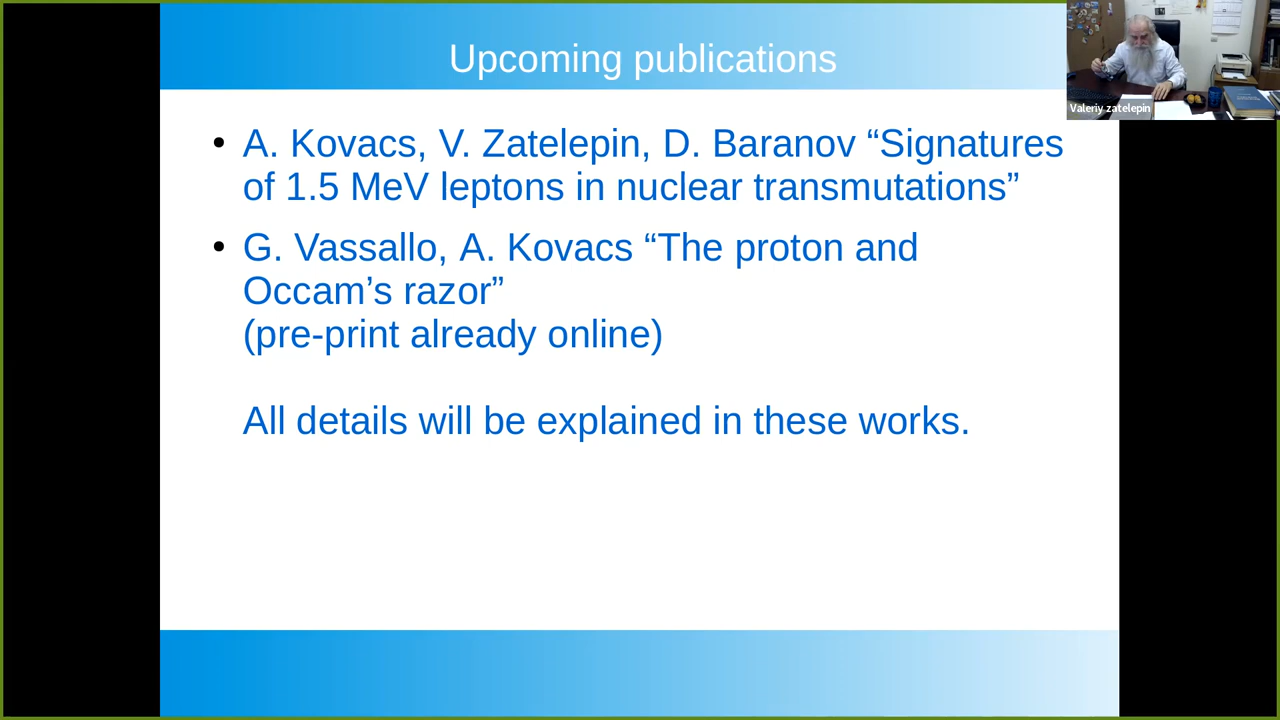 Upcoming publications
Valeriy zatelepin
• A. Kovacs, V. Zatelepin, D. Baranov “Signatures
of 1.5 MeV leptons in nuclear transmutations”
• G. Vassallo, A. Kovacs “The proton and
Occam’s razor”
(pre-print already online)
All details will be explained in these works.